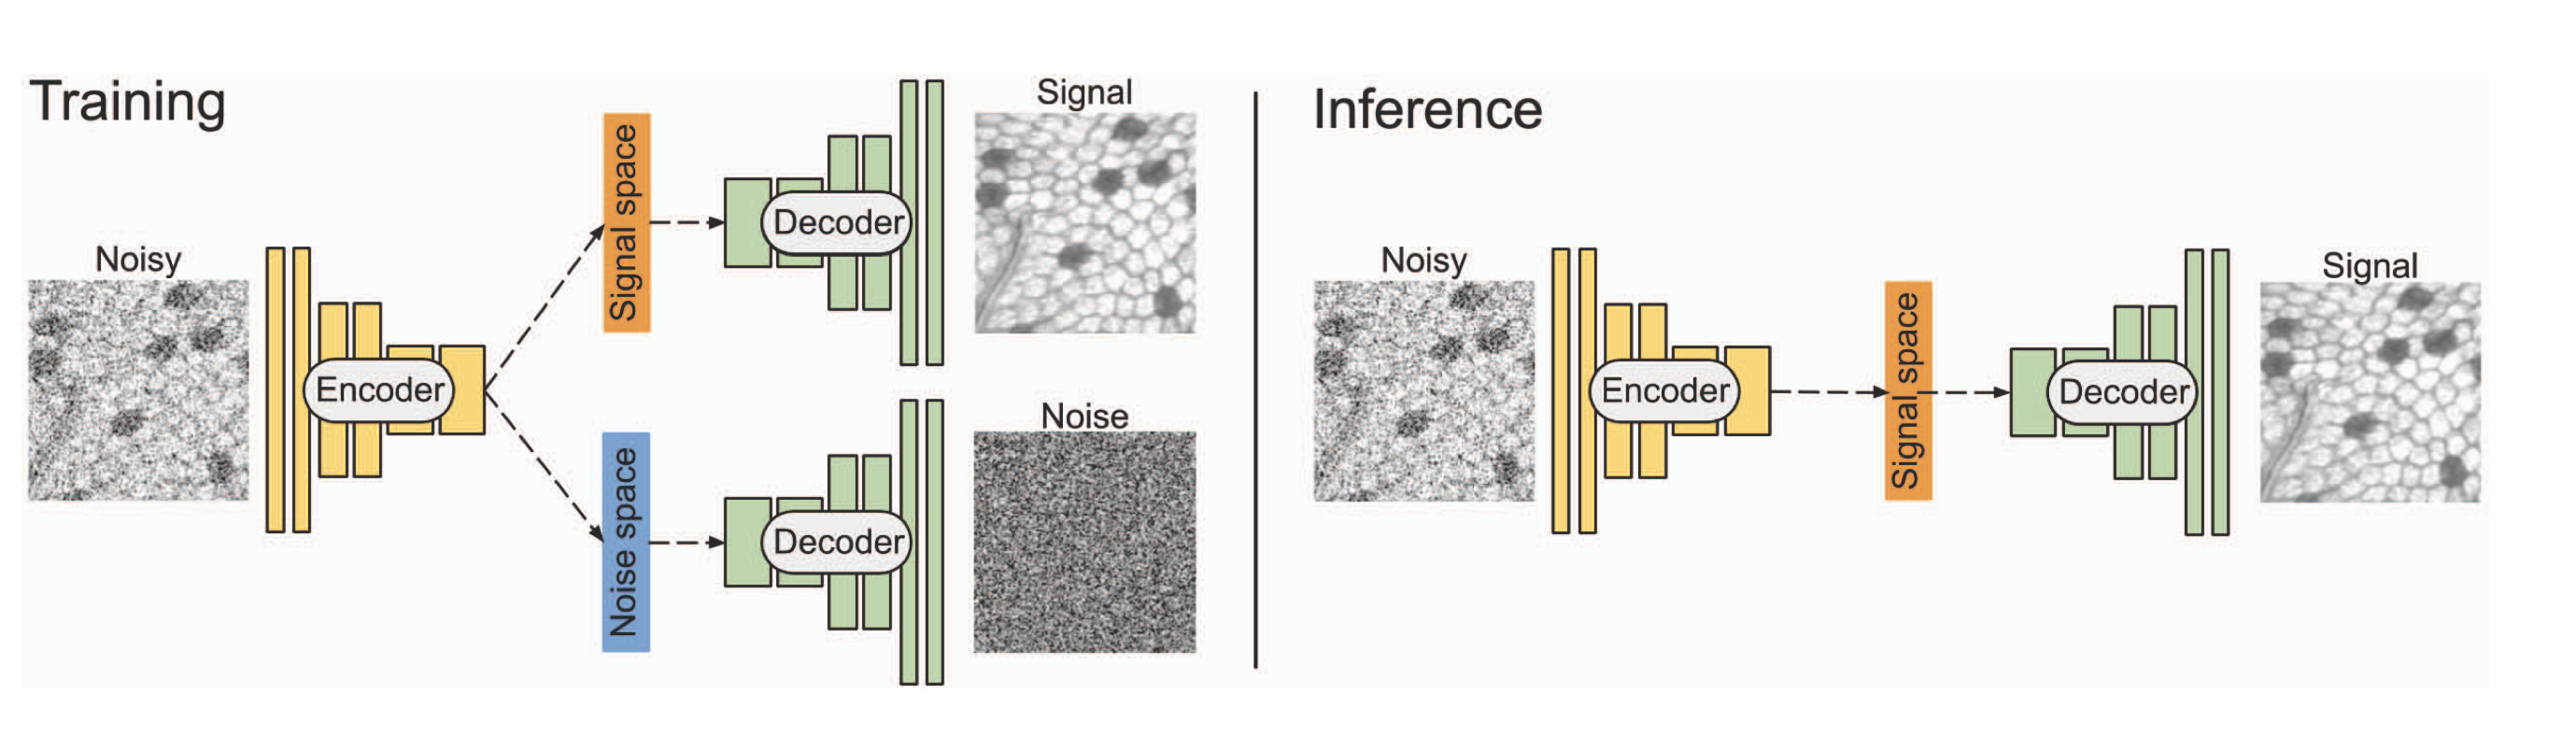 Training
Noisy
Encoder
Signal space
Decoder
Signal
Noise space
Decoder
Noise
Inference
Noisy
Encoder
Signal space
Decoder
Signal